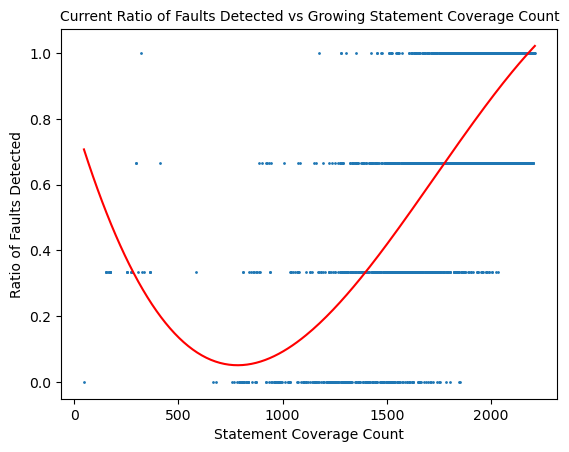 Current Ratio of Faults Detected vs Growing Statement Coverage Count
1.0
0.8
0.6
0.4
0.2
0.0
Ratio of Faults Detected
0 500 1000 1500 2000
Statement Coverage Count